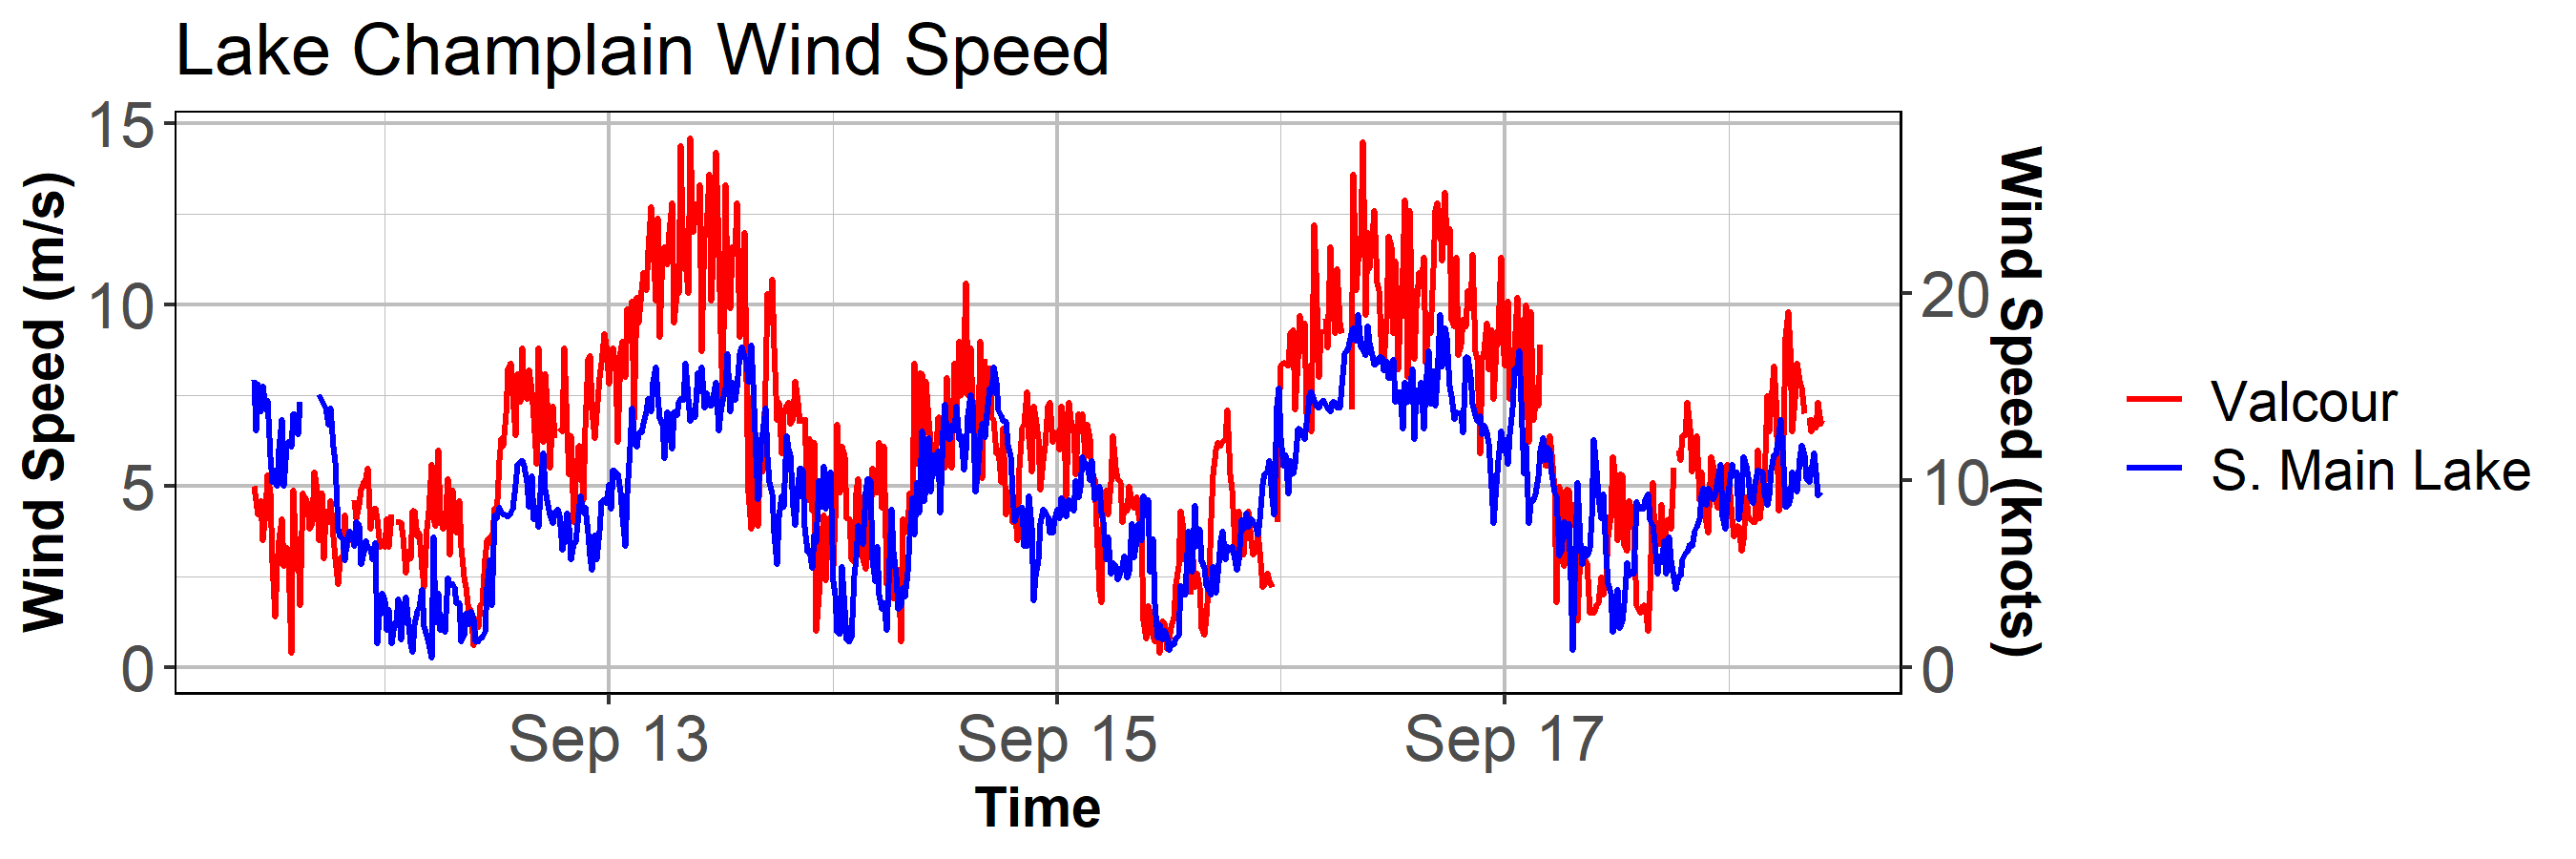 Lake Champlain Wind Speed
Wind Speed (m/s)
15
10
5
0
Sep 13
Sep 15
Sep 17
Time
20
10
0
Wind Speed (knots)
Valcour
S. Main Lake